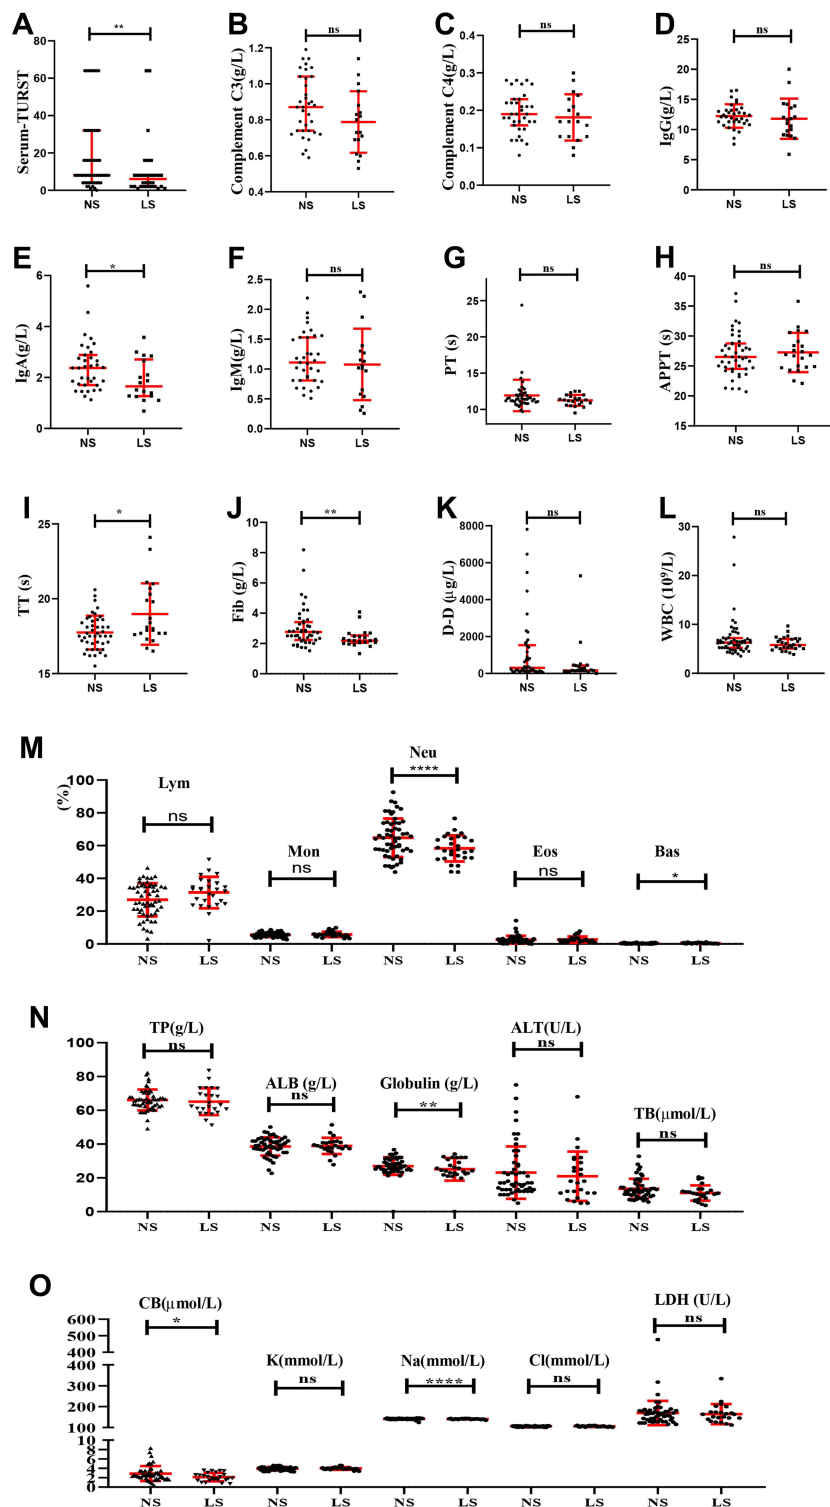 A
**
Serum-TURST
80
60
40
20
0
NS
LS
B
ns
Complement C3(g/L)
1.2
1.0
0.8
0.6
0.4
NS
LS
C
ns
Complement C4(g/L)
0.4
0.3
0.2
0.1
0.0
NS
LS
D
ns
IgG(g/L)
25
20
15
10
5
0
NS
LS
E
*
IgA(g/L)
6
4
2
0
NS
LS
F
ns
IgM(g/L)
2.5
2.0
1.5
1.0
0.5
0.0
NS
LS
G
ns
PT (s)
25
20
15
10
NS
LS
H
ns
APPT (s)
40
35
30
25
20
15
NS
LS
I
*
TT (s)
25
20
15
NS
LS
J
**
Fib (g/L)
10
8
6
4
2
0
NS
LS
K
ns
D-D (μg/L)
8000
6000
4000
2000
0
NS
LS
L
ns
WBC (10⁹/L)
30
20
10
0
NS
LS
M
(%)
100
80
60
40
20
0
Lym
ns
Mon
ns
Neu
****
Eos
ns
Bas
*
NS LS NS LS NS LS NS LS NS LS
N
100
80
60
40
20
0
TP(g/L)
ns
ALB (g/L)
ns
Globulin (g/L)
**
ALT(U/L)
ns
TB(μmol/L)
ns
NS LS NS LS NS LS NS LS NS LS
O
600
500
400
300
200
100
10
8
6
4
2
0
CB(μmol/L)
*
K(mmol/L)
ns
Na(mmol/L)
****
Cl(mmol/L)
ns
LDH (U/L)
ns
NS LS NS LS NS LS NS LS NS LS